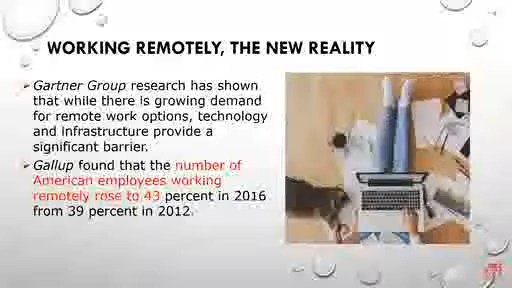 WORKING REMOTELY, THE NEW REALITY
Gartner Group research has shown
that while there is growing demand
for remote work options, technology
and infrastructure provide a
significant barrier.
Gallup found that the number of
American employees working
remotely rose to 43 percent in 2016
from 39 percent in 2012.